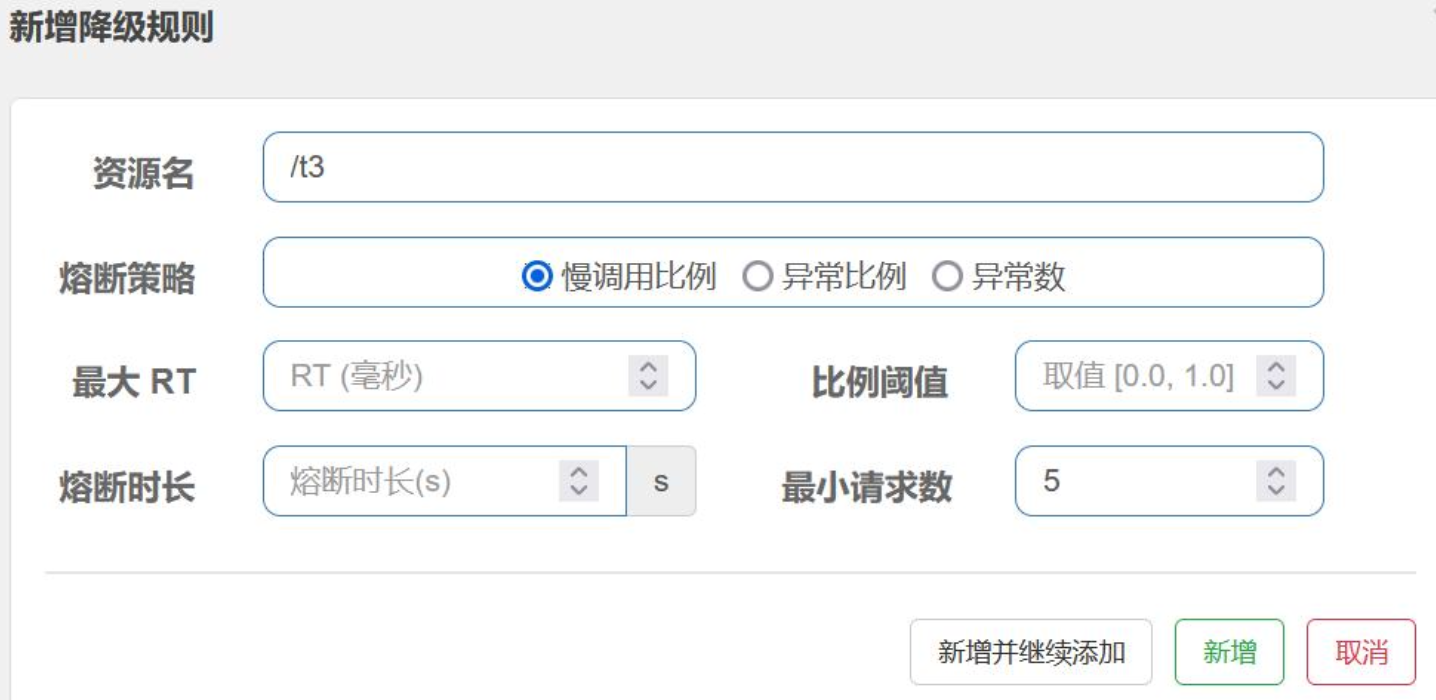 新增降级规则
资源名 /t3
熔断策略 慢调用比例 异常比例 异常数
最大 RT RT (毫秒) 比例阈值 取值 [0.0, 1.0]
熔断时长 熔断时长(s) s 最小请求数 5
新增并继续添加 新增 取消